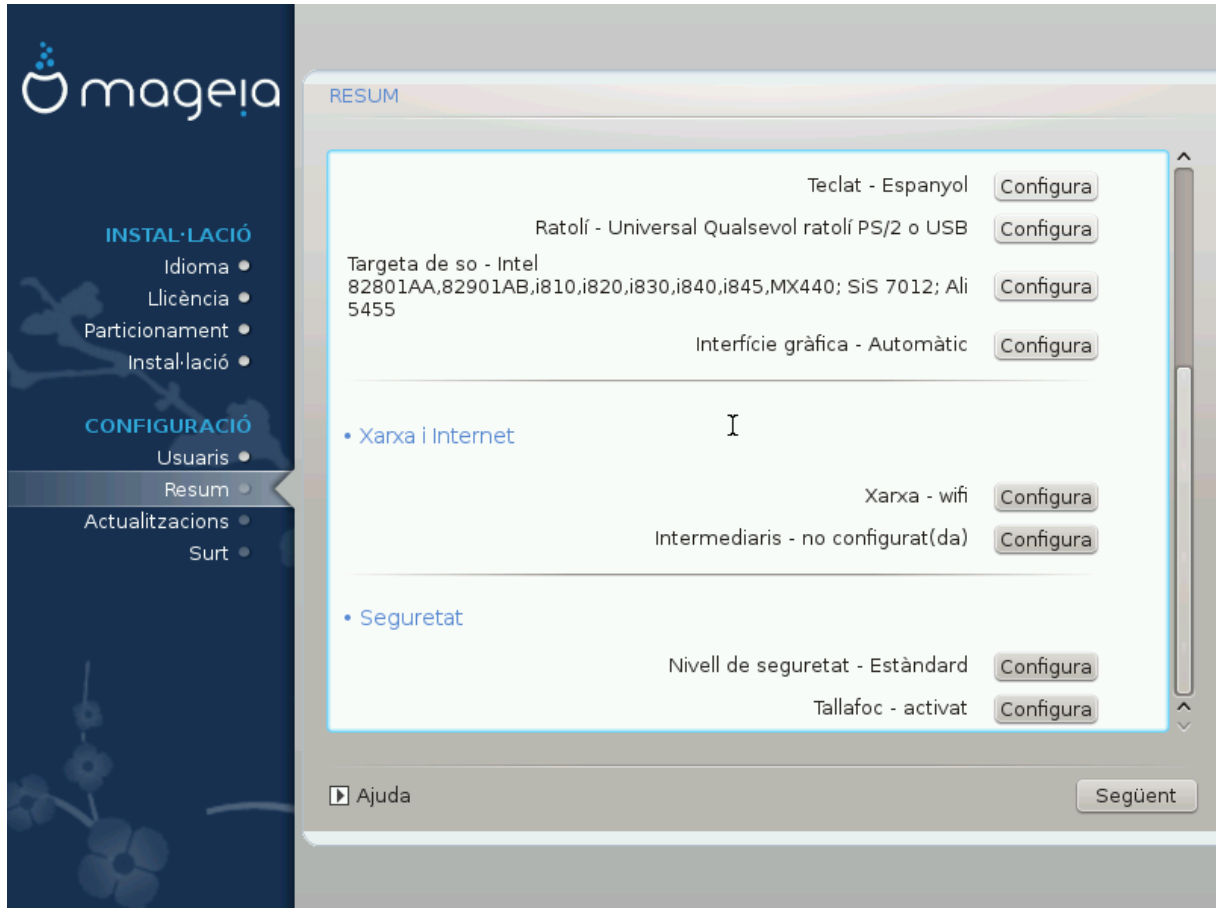 mageia
INSTAL·LACIÓ
Idioma
Llicència
Particionament
Instal·lació
CONFIGURACIÓ
Usuaris
Resum
Actualitzacions
Surt
RESUM
Teclat - Espanyol Configura
Ratolí - Universal Qualsevol ratolí PS/2 o USB Configura
Targeta de so - Intel
82801AA,82901AB,i810,i820,i830,i840,i845,MX440; SiS 7012; Ali Configura
5455
Interfície gràfica - Automàtic Configura
• Xarxa i Internet
Xarxa - wifi Configura
Intermediaris - no configurat(da) Configura
• Seguretat
Nivell de seguretat - Estàndard Configura
Tallafoc - activat Configura
Ajuda
Següent